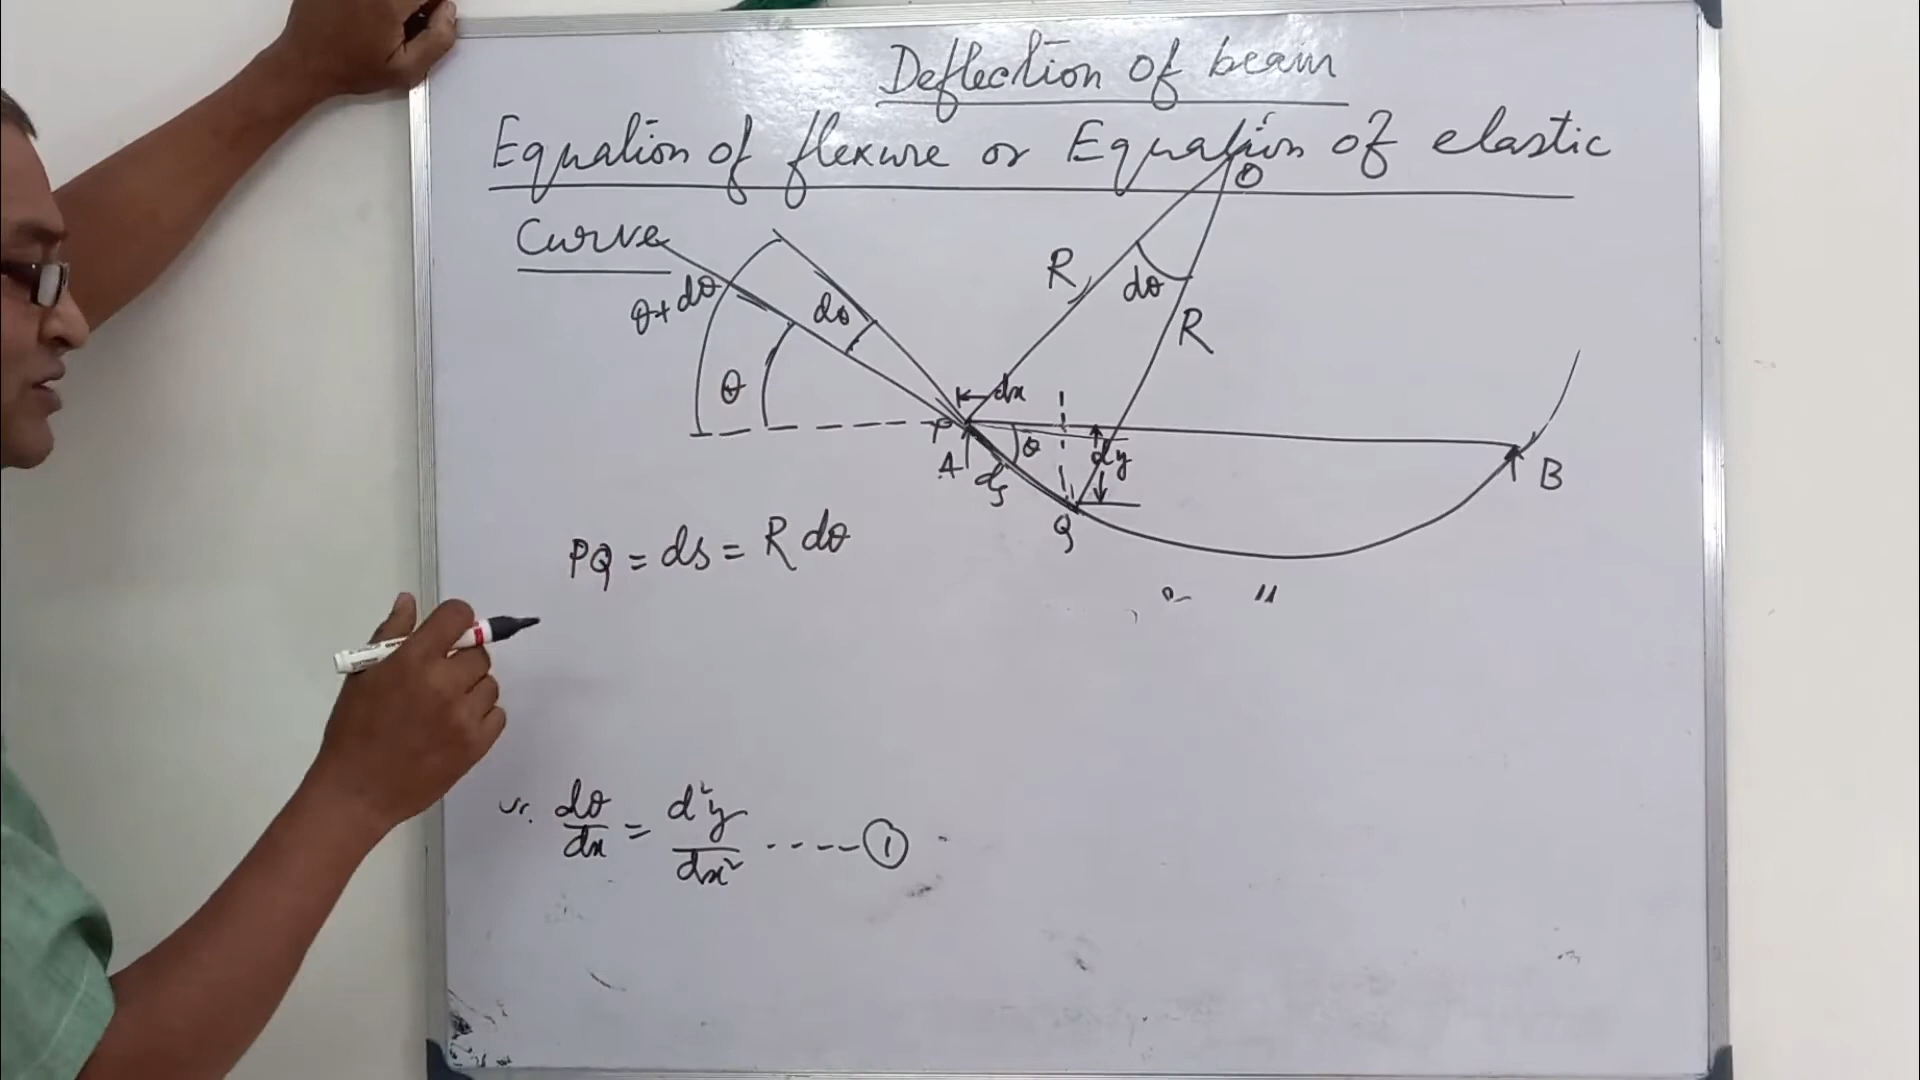 Deflection of beam
Equation of flexure or Equation of elastic
Curve
O
θ+dθ
dθ
R
dθ
R
θ
dx
P
θ
dy
A
ds
B
Q
PQ = ds = R dθ
dθ/dx = d²y/dx² ----- ①